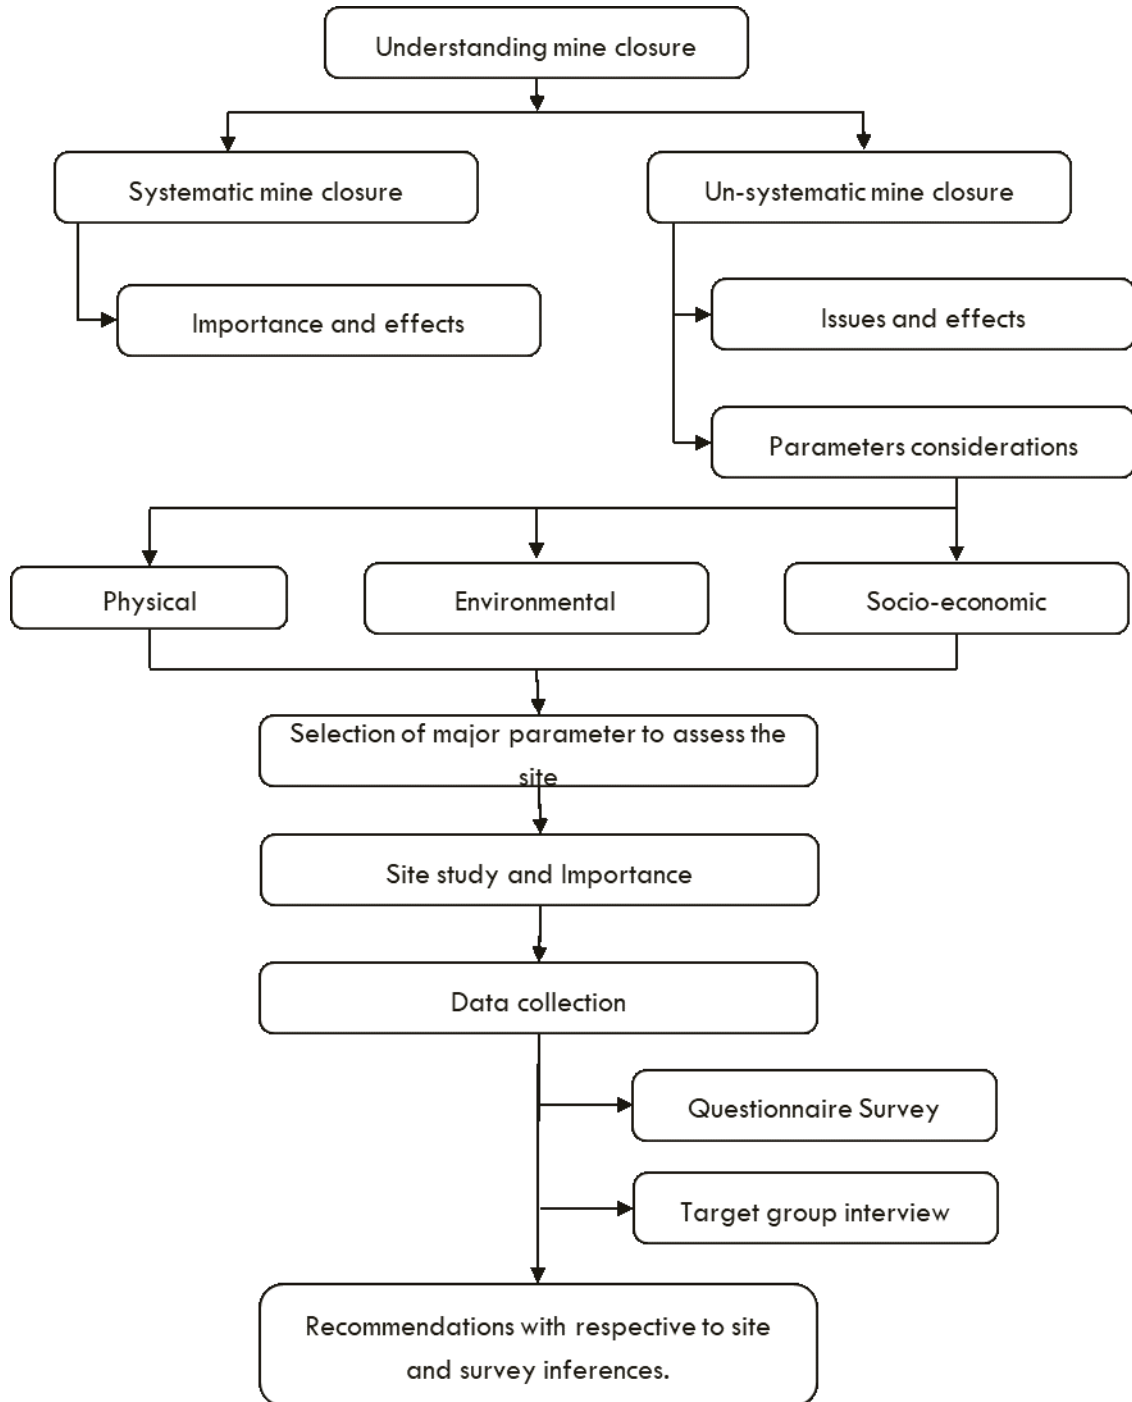 Understanding mine closure
Systematic mine closure
Un-systematic mine closure
Importance and effects
Issues and effects
Parameters considerations
Physical
Environmental
Socio-economic
Selection of major parameter to assess the
site
Site study and Importance
Data collection
Questionnaire Survey
Target group interview
Recommendations with respective to site
and survey inferences.